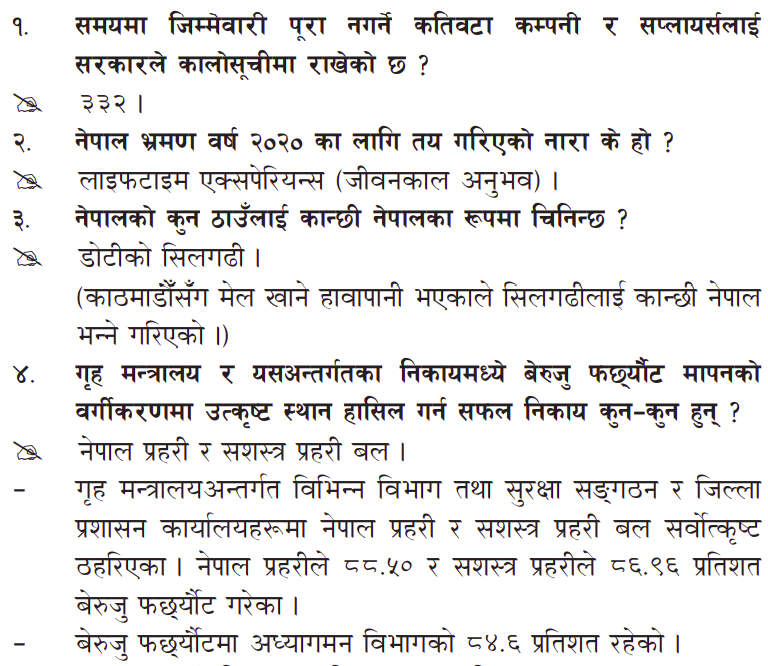 १. समयमा जिम्मेवारी पूरा नगर्ने कतिवटा कम्पनी र सप्लायर्सलाई
सरकारले कालोसूचीमा राखेको छ ?
३३२ ।
२. नेपाल भ्रमण वर्ष २०२० का लागि तय गरिएको नारा के हो ?
लाइफटाइम एक्सपेरियन्स (जीवनकाल अनुभव) ।
३. नेपालको कुन ठाउँलाई कान्छी नेपालका रूपमा चिनिन्छ ?
डोटीको सिलगढी ।
(काठमाडौँसँग मेल खाने हावापानी भएकाले सिलगढीलाई कान्छी नेपाल
भन्ने गरिएको ।)
४. गृह मन्त्रालय र यसअन्तर्गतका निकायमध्ये बेरुजु फर्छ्यौट मापनको
वर्गीकरणमा उत्कृष्ट स्थान हासिल गर्न सफल निकाय कुन-कुन हुन् ?
नेपाल प्रहरी र सशस्त्र प्रहरी बल ।
- गृह मन्त्रालयअन्तर्गत विभिन्न विभाग तथा सुरक्षा सङ्गठन र जिल्ला
प्रशासन कार्यालयहरूमा नेपाल प्रहरी र सशस्त्र प्रहरी बल सर्वोत्कृष्ट
ठहरिएका । नेपाल प्रहरीले ८८.५० र सशस्त्र प्रहरीले ८६.९६ प्रतिशत
बेरुजु फर्छ्यौट गरेका ।
- बेरुजु फर्छ्यौटमा अध्यागमन विभागको ८४.६ प्रतिशत रहेको ।